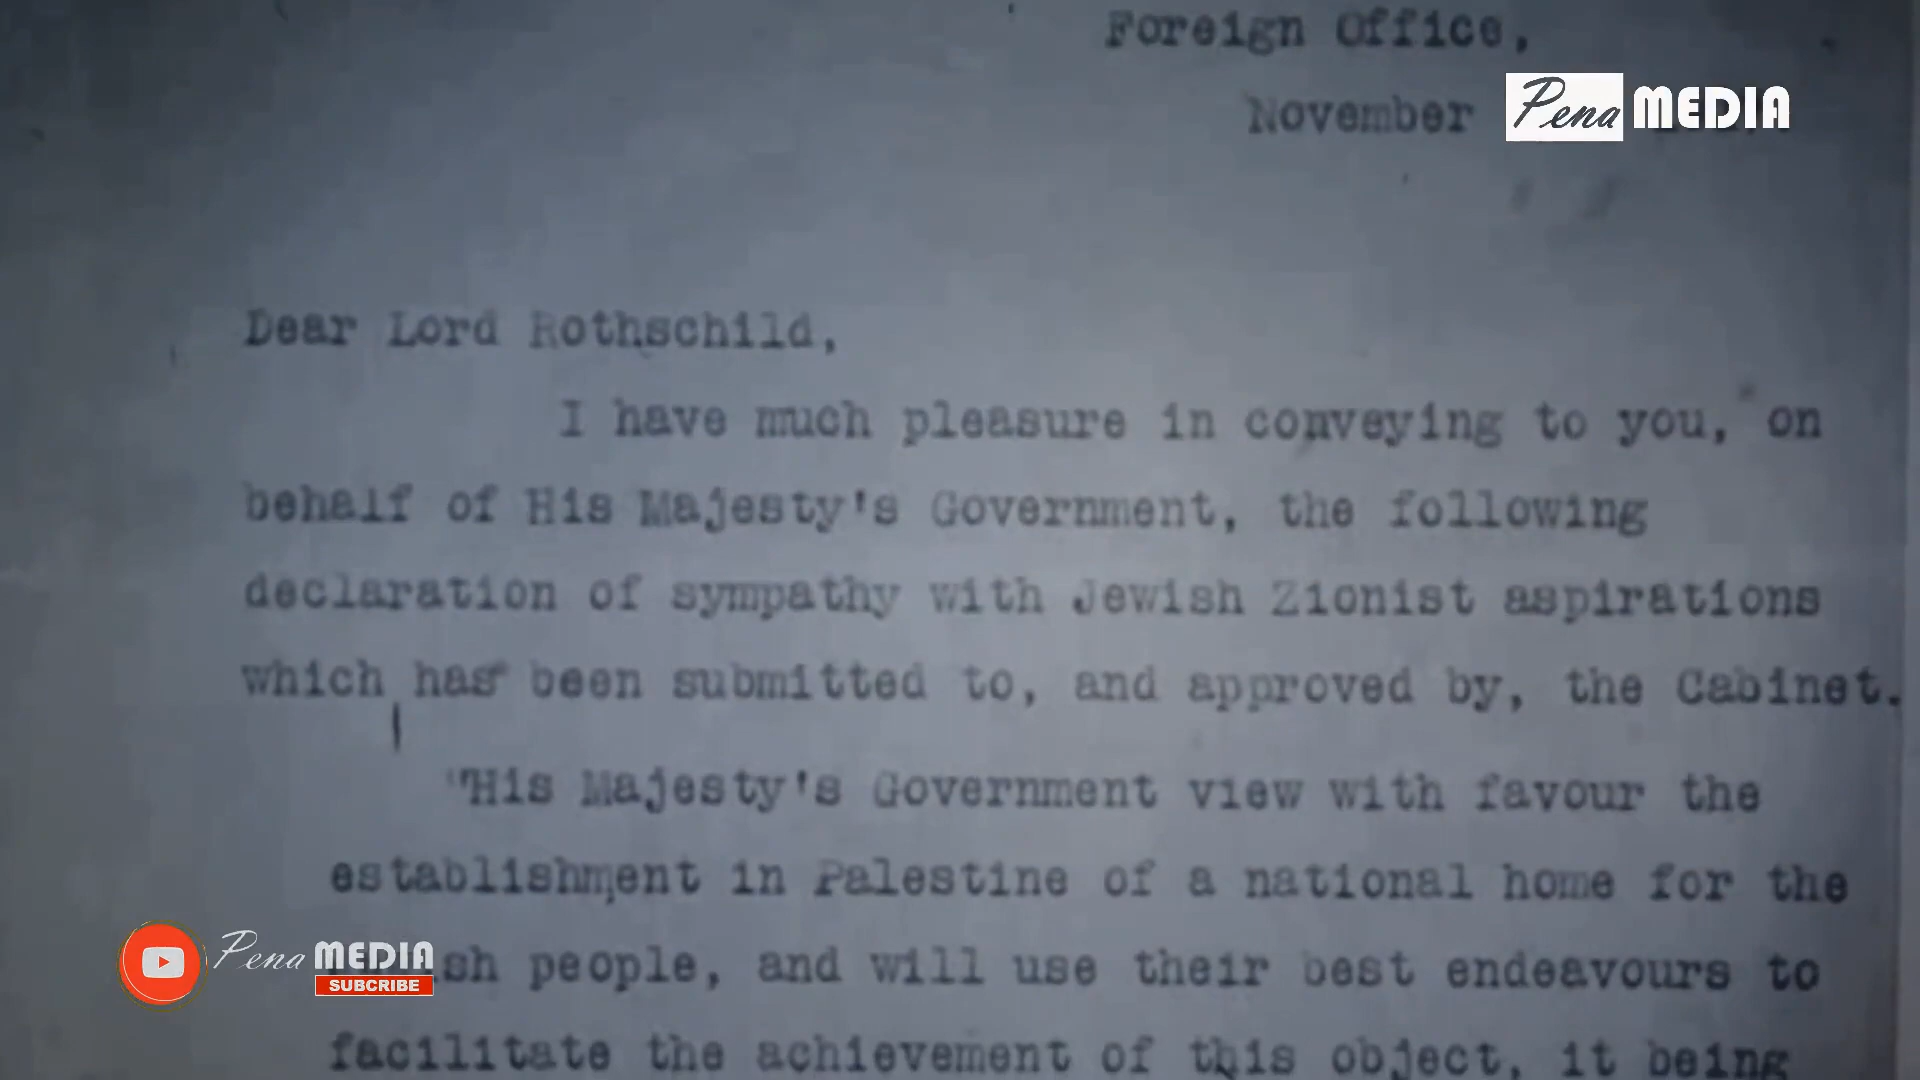 Foreign Office,
November
Pena MEDIA
Dear Lord Rothschild,
I have much pleasure in conveying to you, on
behalf of His Majesty's Government, the following
declaration of sympathy with Jewish Zionist aspirations
which has been submitted to, and approved by, the Cabinet.
"His Majesty's Government view with favour the
establishment in Palestine of a national home for the
sh people, and will use their best endeavours to
facilitate the achievement of this object, it being
Pena MEDIA
SUBCRIBE